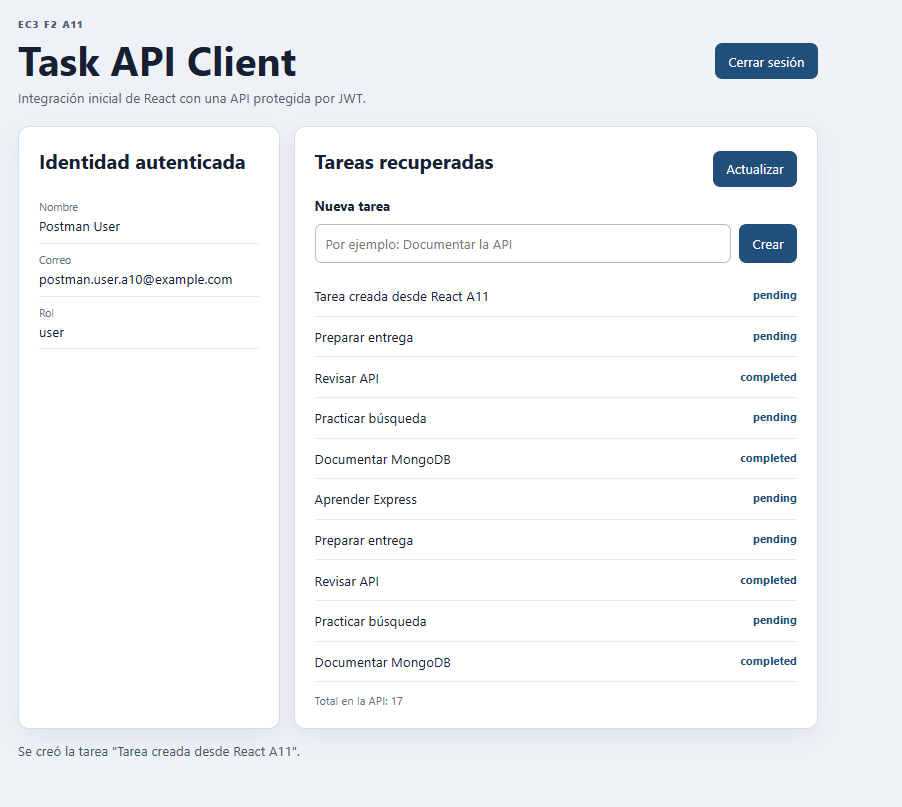 EC3 F2 A11
Task API Client
Cerrar sesión
Integración inicial de React con una API protegida por JWT.
Identidad autenticada
Nombre
Postman User
Correo
postman.user.a10@example.com
Rol
user
Tareas recuperadas
Actualizar
Nueva tarea
Por ejemplo: Documentar la API
Crear
Tarea creada desde React A11 pending
Preparar entrega pending
Revisar API completed
Practicar búsqueda pending
Documentar MongoDB completed
Aprender Express pending
Preparar entrega pending
Revisar API completed
Practicar búsqueda pending
Documentar MongoDB completed
Total en la API: 17
Se creó la tarea "Tarea creada desde React A11".